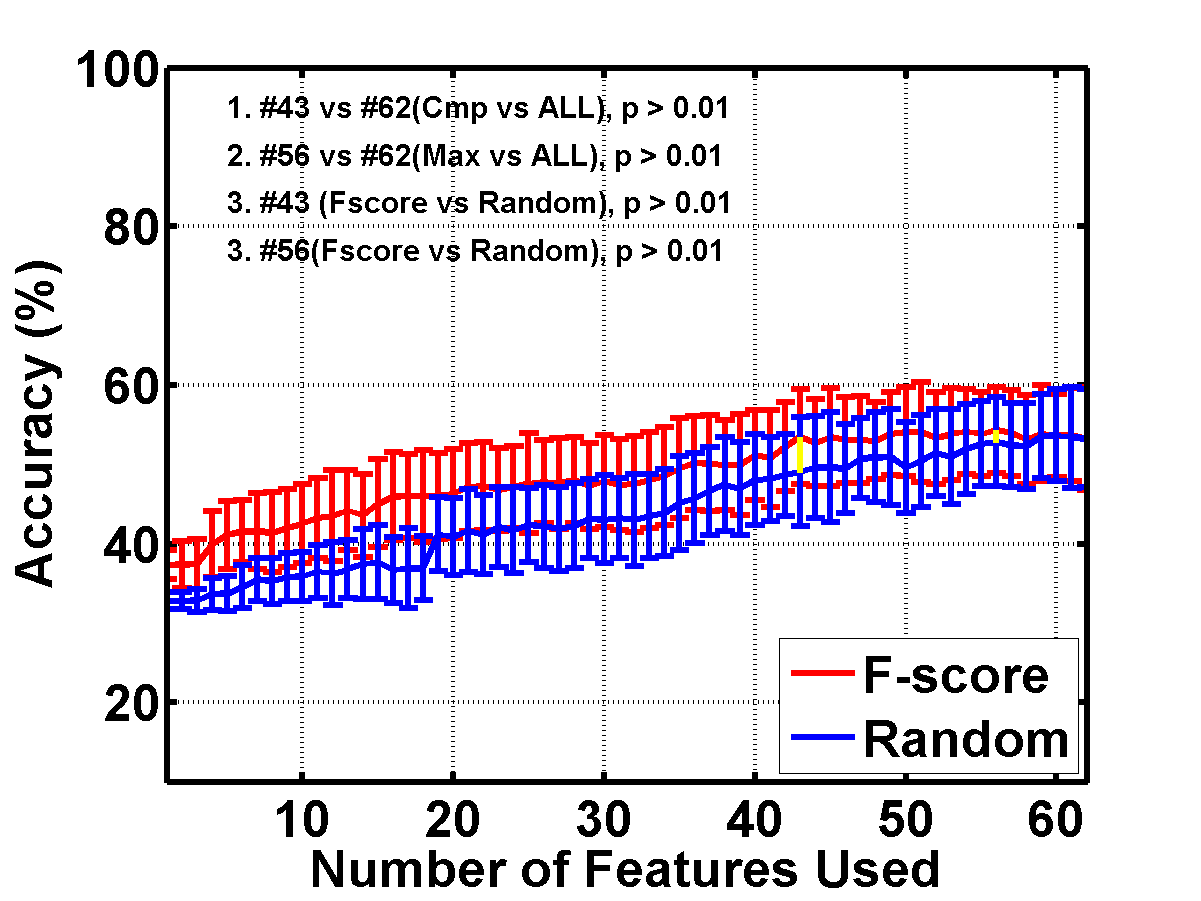 100
1. #43 vs #62(Cmp vs ALL), p > 0.01
2. #56 vs #62(Max vs ALL), p > 0.01
3. #43 (Fscore vs Random), p > 0.01
3. #56(Fscore vs Random), p > 0.01
80
60
40
20
Accuracy (%)
F-score
Random
10 20 30 40 50 60
Number of Features Used